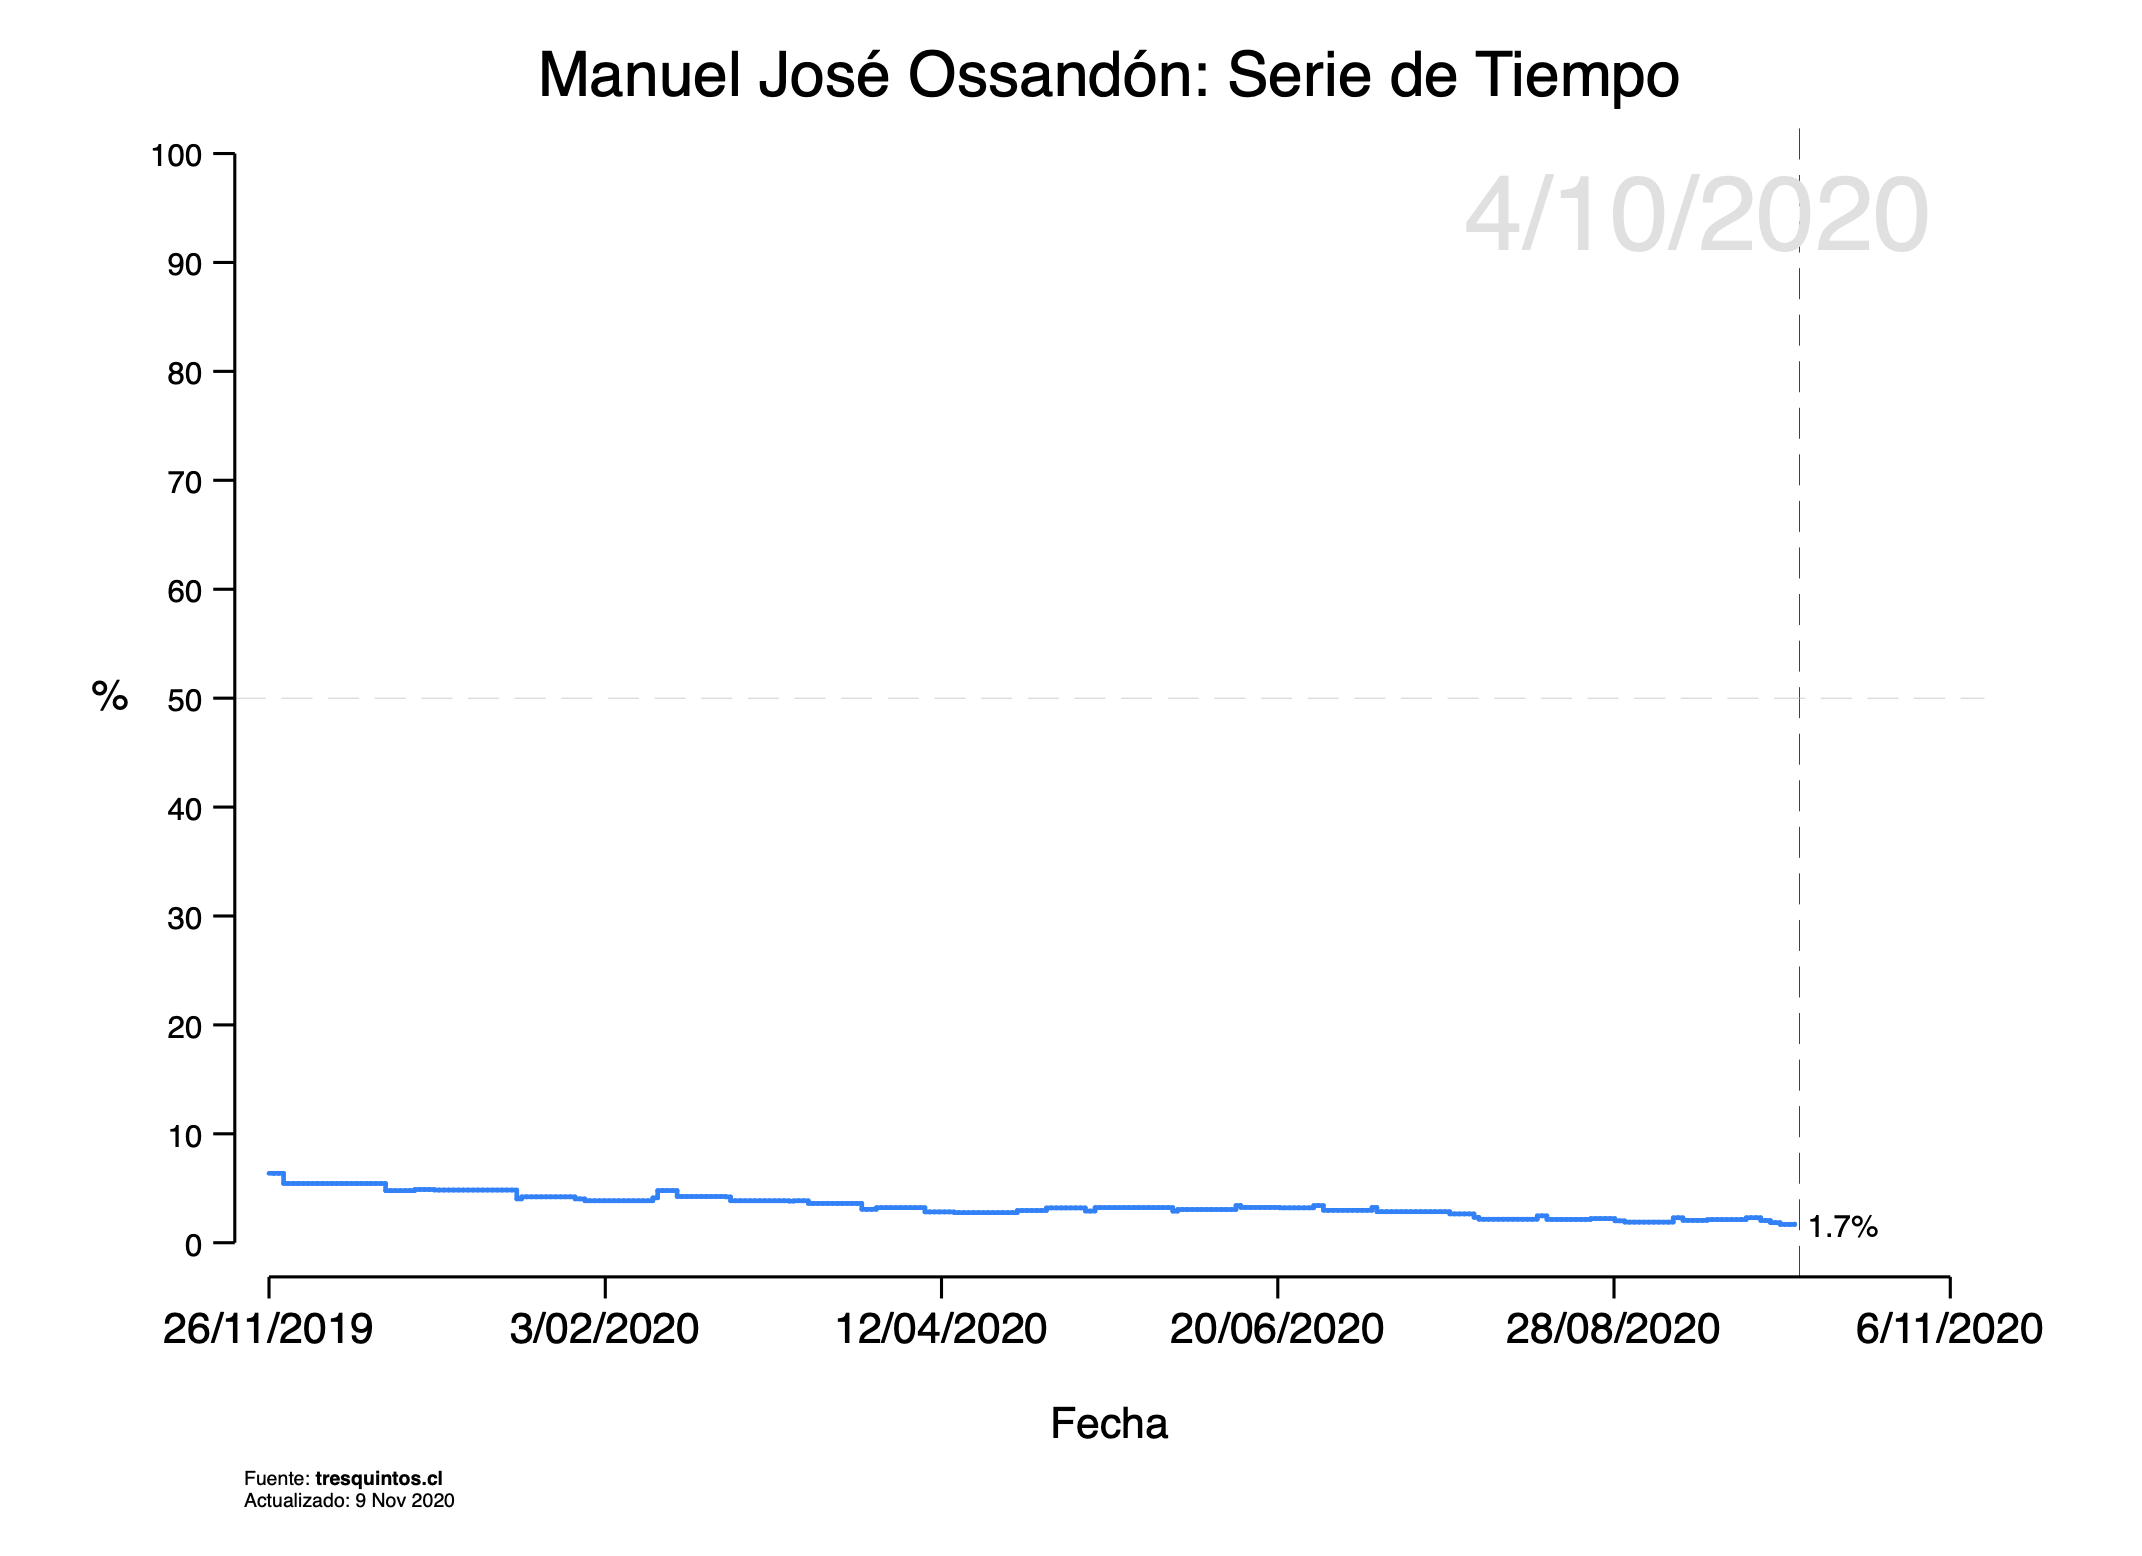 Manuel José Ossandón: Serie de Tiempo
4/10/2020
100
90
80
70
60
% 50
40
30
20
10
0
1.7%
26/11/2019 3/02/2020 12/04/2020 20/06/2020 28/08/2020 6/11/2020
Fecha
Fuente: tresquintos.cl
Actualizado: 9 Nov 2020